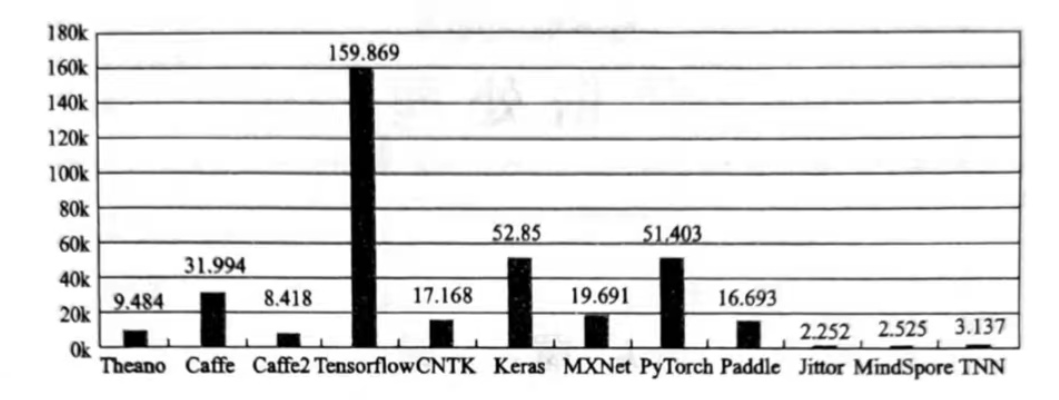 180k
160k
140k
120k
100k
80k
60k
40k
20k
0k
9.484
31.994
8.418
159.869
17.168
52.85
19.691
51,403
16.693
2.252
2.525
3.137
Theano Caffe Caffe2 Tensorflow CNTK Keras MXNet PyTorch Paddle Jittor MindSpore TNN